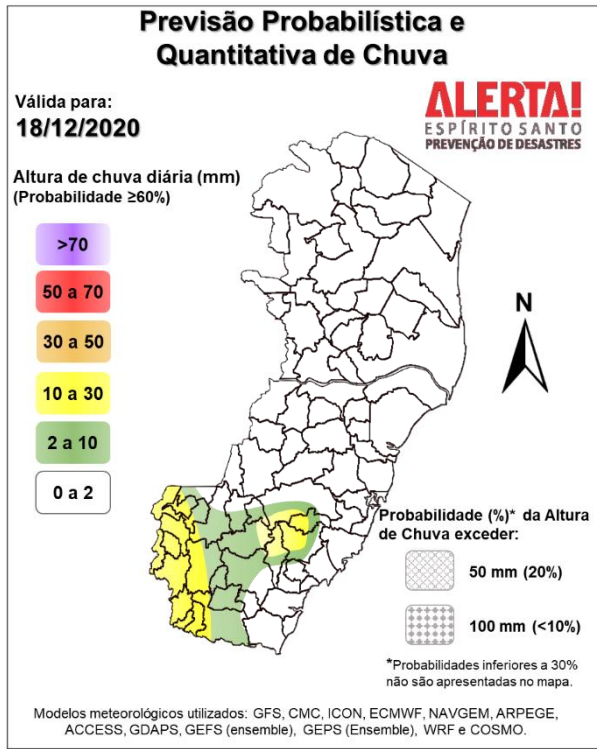 Previsão Probabilística e
Quantitativa de Chuva
Válida para:
18/12/2020
ALERTA!
ESPÍRITO SANTO
PREVENÇÃO DE DESASTRES
Altura de chuva diária (mm)
(Probabilidade ≥60%)
>70
50 a 70
30 a 50
10 a 30
2 a 10
0 a 2
N
Probabilidade (%)* da Altura
de Chuva exceder:
50 mm (20%)
100 mm (<10%)
*Probabilidades inferiores a 30%
não são apresentadas no mapa.
Modelos meteorológicos utilizados: GFS, CMC, ICON, ECMWF, NAVGEM, ARPEGE,
ACCESS, GDAPS, GEFS (ensemble), GEPS (Ensemble), WRF e COSMO.